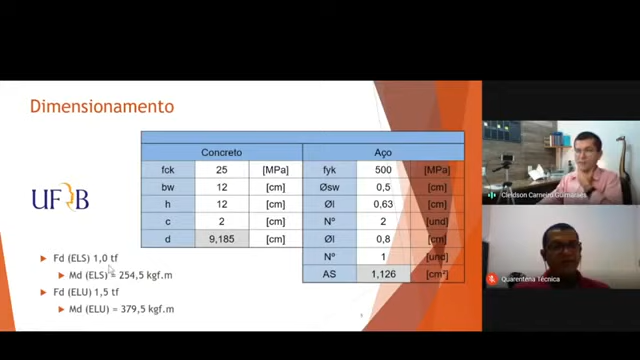 Dimensionamento
Concreto Aço
fck 25 [MPa] fyk 500 [MPa]
bw 12 [cm] Øsw 0,5 [cm]
h 12 [cm] Øl 0,63 [cm]
c 2 [cm] Nº 2 [und]
d 9,185 [cm] Øl 0,8 [cm]
Nº 1 [und]
AS 1,126 [cm²]
UFRB
Fd (ELS) 1,0 tf
Md (ELS) = 254,5 kgf.m
Fd (ELU) 1,5 tf
Md (ELU) = 379,5 kgf.m
Cleidson Carneiro Guimarães
Quarentena Técnica